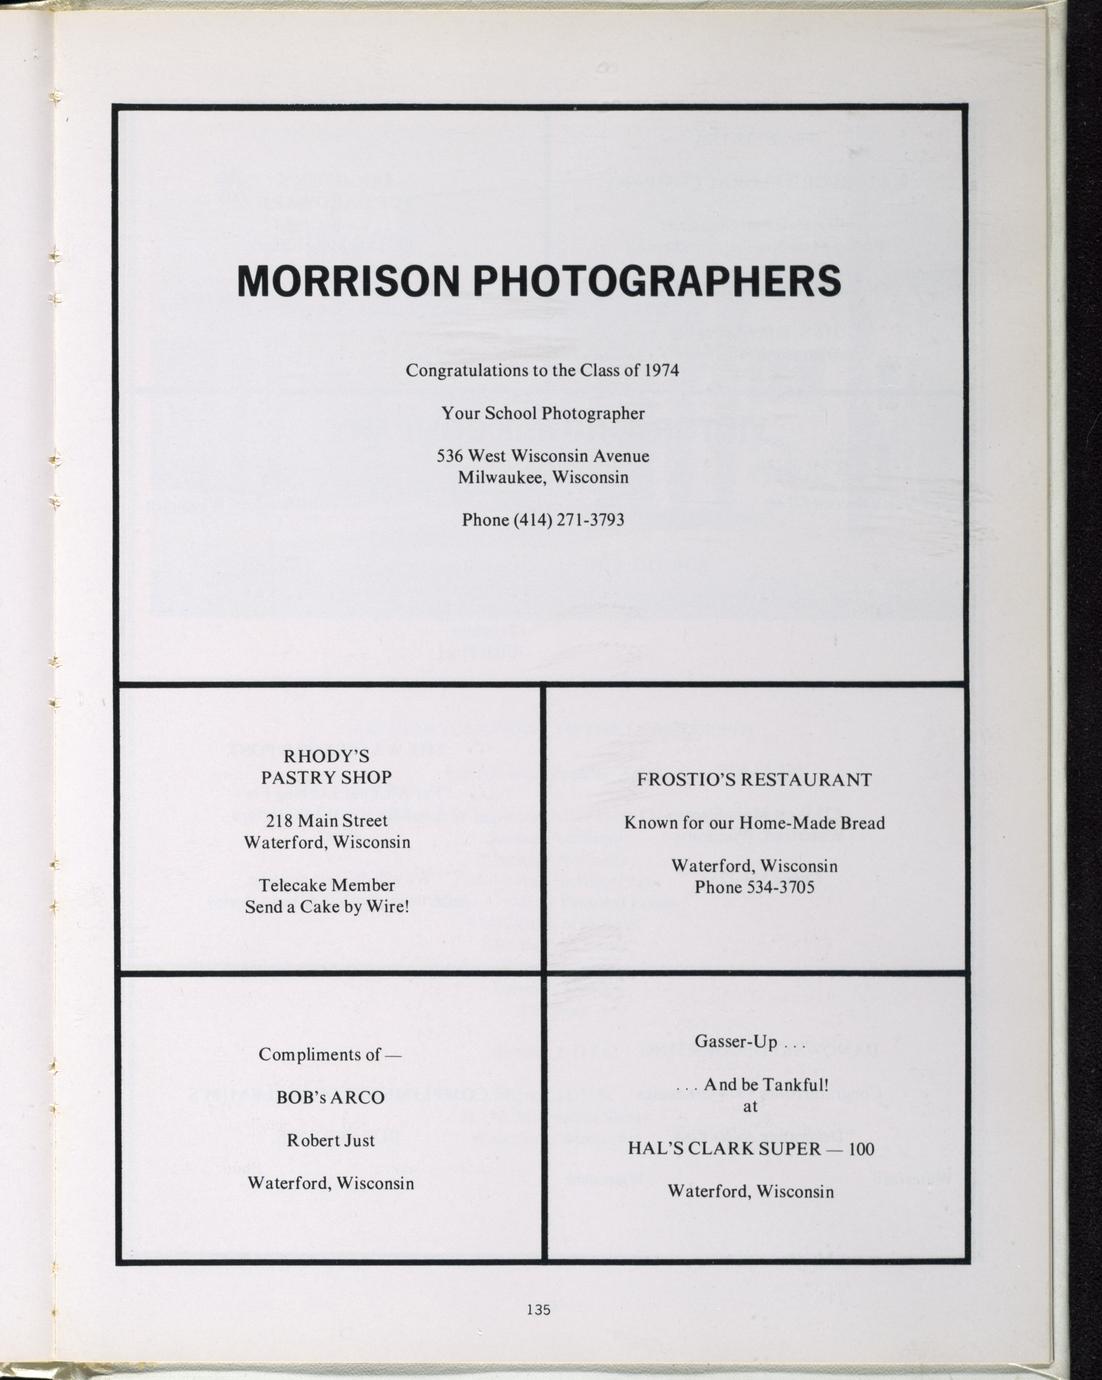 MORRISON PHOTOGRAPHERS
Congratulations to the Class of 1974
Your School Photographer
536 West Wisconsin Avenue
Milwaukee, Wisconsin
Phone (414) 271-3793
RHODY'S
PASTRY SHOP
218 Main Street
Waterford, Wisconsin
Telecake Member
Send a Cake by Wire!
FROSTIO'S RESTAURANT
Known for our Home-Made Bread
Waterford, Wisconsin
Phone 534-3705
Compliments of —
BOB's ARCO
Robert Just
Waterford, Wisconsin
Gasser-Up . . .
. . . And be Tankful!
at
HAL'S CLARK SUPER — 100
Waterford, Wisconsin
135